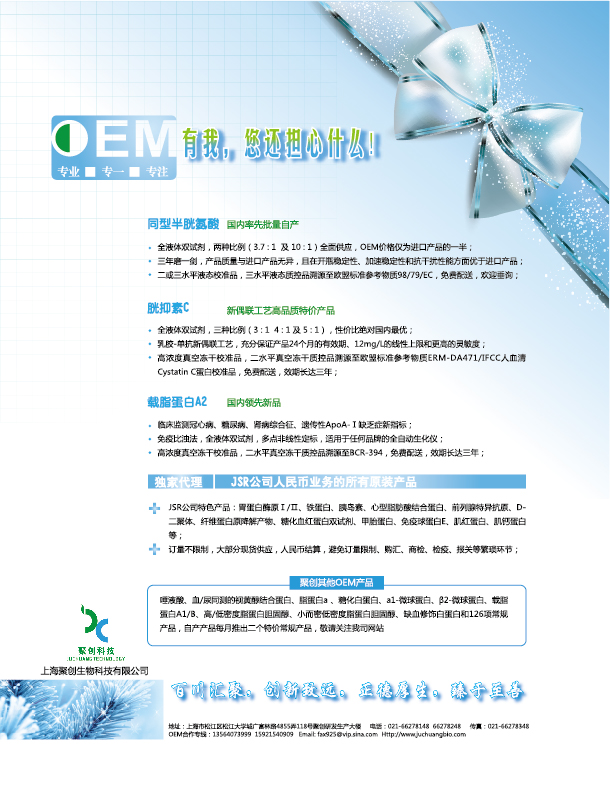 OEM
专业 ■ 专一 ■ 专注
有我，您还担心什么！
同型半胱氨酸 国内率先批量自产
• 全液体双试剂，两种比例（3.7：1 及 10：1）全面供应，OEM价格仅为进口产品的一半；
• 三年磨一剑，产品质量与进口产品无异，且在开瓶稳定性、加速稳定性和抗干扰性能方面优于进口产品；
• 二或三水平液态校准品，三水平液态质控品溯源至欧盟标准参考物质98/79/EC，免费配送，欢迎垂询；
胱抑素C 新偶联工艺高品质特价产品
• 全液体双试剂，三种比例（3：1 4：1 及 5：1），性价比绝对国内最优；
• 乳胶-单抗新偶联工艺，充分保证产品24个月的有效期、12mg/L的线性上限和更高的灵敏度；
• 高浓度真空冻干校准品，二水平真空冻干质控品溯源至欧盟标准参考物质ERM-DA471/IFCC人血清
Cystatin C蛋白校准品，免费配送，效期长达三年；
载脂蛋白A2 国内领先新品
• 临床监测冠心病、糖尿病、肾病综合征、遗传性ApoA-Ⅰ缺乏症新指标；
• 免疫比浊法，全液体双试剂，多点非线性定标，适用于任何品牌的全自动生化仪；
• 高浓度真空冻干校准品，二水平真空冻干质控品溯源至BCR-394，免费配送，效期长达三年；
独家代理 JSR公司人民币业务的所有原装产品
JSR公司特色产品：胃蛋白酶原Ⅰ/Ⅱ、铁蛋白、胰岛素、心型脂肪酸结合蛋白、前列腺特异抗原、D-
二聚体、纤维蛋白原降解产物、糖化血红蛋白双试剂、甲胎蛋白、免疫球蛋白E、肌红蛋白、肌钙蛋白
等；
订量不限制，大部分现货供应，人民币结算，避免订量限制、购汇、商检、检疫、报关等繁琐环节；
聚创其他OEM产品
唾液酸、血/尿同测的视黄醇结合蛋白、脂蛋白a 、糖化白蛋白、a1-微球蛋白、β2-微球蛋白、载脂
蛋白A1/B、高/低密度脂蛋白胆固醇、小而密低密度脂蛋白胆固醇、缺血修饰白蛋白和126项常规
产品，自产产品每月推出二个特价常规产品，敬请关注我司网站
聚创科技
JUCHUANG TECHNOLOGY
上海聚创生物科技有限公司
百川汇聚，创新致远，正德厚生，臻于至善
地址：上海市松江区松江大学城广富林路4855弄118号聚创研发生产大楼 电话：021-66278148 66278248 传真：021-66278348
OEM合作专线：13564073999 15921540909 Email: fax925@vip.sina.com Http://www.juchuangbio.com